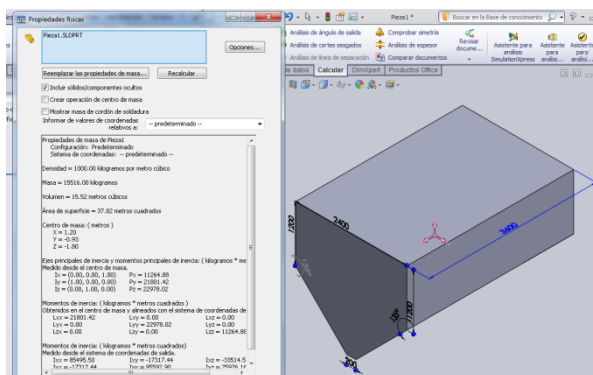 Propiedades físicas
Pieza1.SLDPRT
Opciones...
Reemplazar las propiedades de masa...
Recalcular
Incluir sólidos/componentes ocultos
Crear operación de centro de masa
Mostrar masa de cordón de soldadura
Informar de valores de coordenadas relativos a:
-- predeterminado --
Propiedades de masa de Pieza1
Configuración: Predeterminado
Sistema de coordenadas: -- predeterminado --
Densidad = 1000.00 kilogramos por metro cúbico
Masa = 15516.00 kilogramos
Volumen = 15.52 metros cúbicos
Área de superficie = 37.82 metros cuadrados
Centro de masa: ( metros )
X = 1.20
Y = -0.93
Z = -1.80
Ejes principales de inercia y momentos principales de inercia: ( kilogramos * me
Medido desde el centro de masa.
Ix = (0.00, 0.00, 1.00) Px = 11264.88
Iy = (1.00, 0.00, 0.00) Py = 21801.42
Iz = (0.00, 1.00, 0.00) Pz = 22978.02
Momentos de inercia: ( kilogramos * metros cuadrados )
Obtenidos en el centro de masa y alineados con el sistema de coordenadas de
Lxx = 21801.42 Lxy = 0.00 Lxz = 0.00
Lyx = 0.00 Lyy = 22978.02 Lyz = 0.00
Lzx = 0.00 Lzy = 0.00 Lzz = 11264.88
Momentos de inercia: ( kilogramos * metros cuadrados)
Medido desde el sistema de coordenadas de salida.
Ixx = 85495.50 Ixy = -17317.44 Ixz = -33514.5
Iyx = -17317.44 Iyy = 95592.90
Pieza1 *
Buscar en la Base de conocimiento
Análisis de ángulo de salida
Comprobar simetría
Análisis de cortes sesgados
Análisis de espesor
Análisis de línea de separación
Comparar documentos
Revisar docume...
Asistente para análisis SimulationXpress
Asistente para análisi...
Asistente para análisi...
de datos
Calcular
DimXpert
Productos Office
1200
2400
3600
1200
200